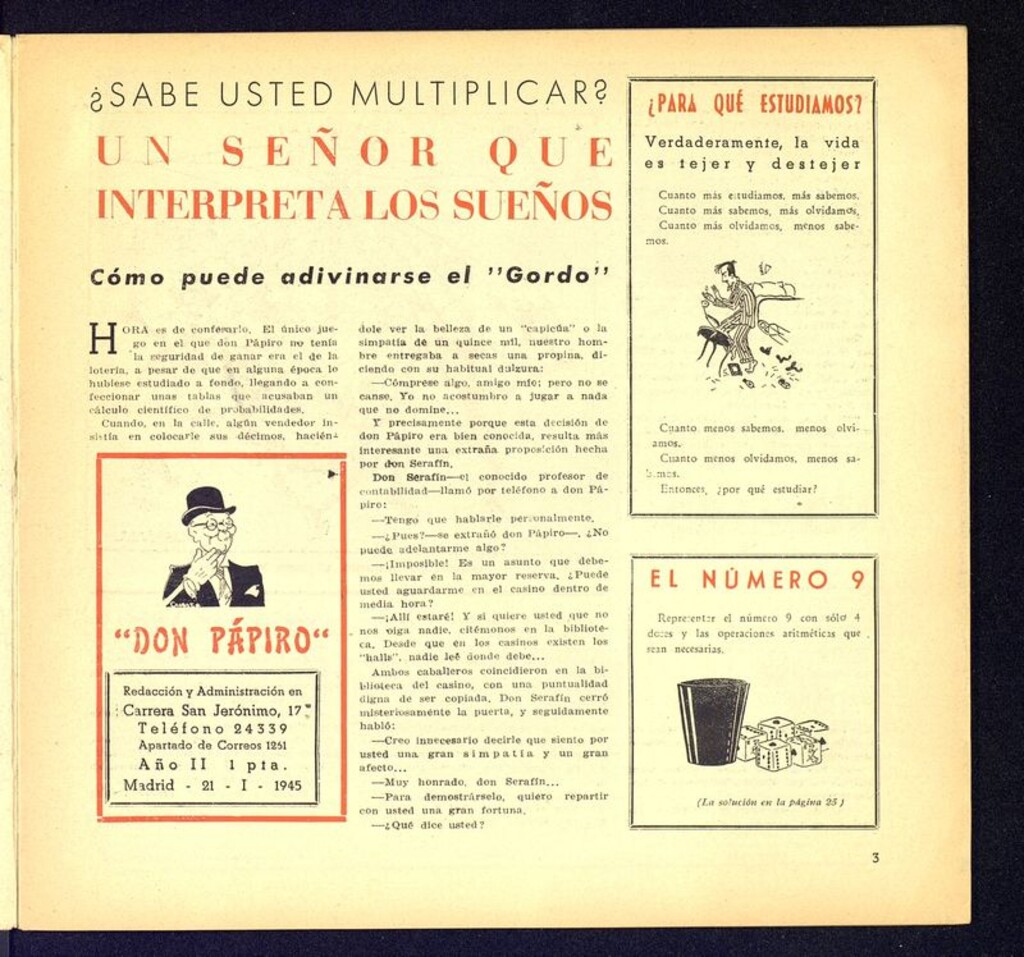 ¿SABE USTED MULTIPLICAR?
UN SEÑOR QUE
INTERPRETA LOS SUEÑOS
Cómo puede adivinarse el "Gordo"
HORA es de confesarlo. El único jue-
go en el que don Pápiro no tenía
la seguridad de ganar era el de la
lotería, a pesar de que en alguna época lo
hubiese estudiado a fondo, llegando a con-
feccionar unas tablas que acusaban un
cálculo científico de probabilidades.
Cuando, en la calle, algún vendedor in-
sistía en colocarle sus décimos, hacién-
dole ver la belleza de un "capicúa" o la
simpatía de un quince mil, nuestro hom-
bre entregaba a secas una propina, di-
ciendo con su habitual dulzura:
—Cómprese algo, amigo mío; pero no se
canse. Yo no acostumbro a jugar a nada
que no domine...
Y precisamente porque esta decisión de
don Pápiro era bien conocida, resulta más
interesante una extraña proposición hecha
por don Serafín.
Don Serafín—el conocido profesor de
contabilidad—llamó por teléfono a don Pá-
piro:
—Tengo que hablarle personalmente.
—¿Pues?—se extrañó don Pápiro—. ¿No
puede adelantarme algo?
—¡Imposible! Es un asunto que debe-
mos llevar en la mayor reserva. ¿Puede
usted aguardarme en el casino dentro de
media hora?
—¡Allí estaré! Y si quiere usted que no
nos oiga nadie, citémonos en la bibliote-
ca. Desde que en los casinos existen los
"halls", nadie leé donde debe...
Ambos caballeros coincidieron en la bi-
blioteca del casino, con una puntualidad
digna de ser copiada. Don Serafín cerró
misteriosamente la puerta, y seguidamente
habló:
—Creo innecesario decirle que siento por
usted una gran simpatía y un gran
afecto...
—Muy honrado, don Serafín...
—Para demostrárselo, quiero repartir
con usted una gran fortuna.
—¿Qué dice usted?
"DON PÁPIRO"
Redacción y Administración en
Carrera San Jerónimo, 17
Teléfono 24339
Apartado de Correos 1251
Año II 1 pta.
Madrid - 21 - I - 1945
¿PARA QUÉ ESTUDIAMOS?
Verdaderamente, la vida
es tejer y destejer
Cuanto más estudiamos, más sabemos.
Cuanto más sabemos, más olvidamos.
Cuanto más olvidamos, menos sabe-
mos.
Cuanto menos sabemos, menos olvi-
amos.
Cuanto menos olvidamos, menos sa-
bemos.
Entonces, ¿por qué estudiar?
EL NÚMERO 9
Representar el número 9 con sólo 4
doses y las operaciones aritméticas que
sean necesarias.
(La solución en la página 25)
3